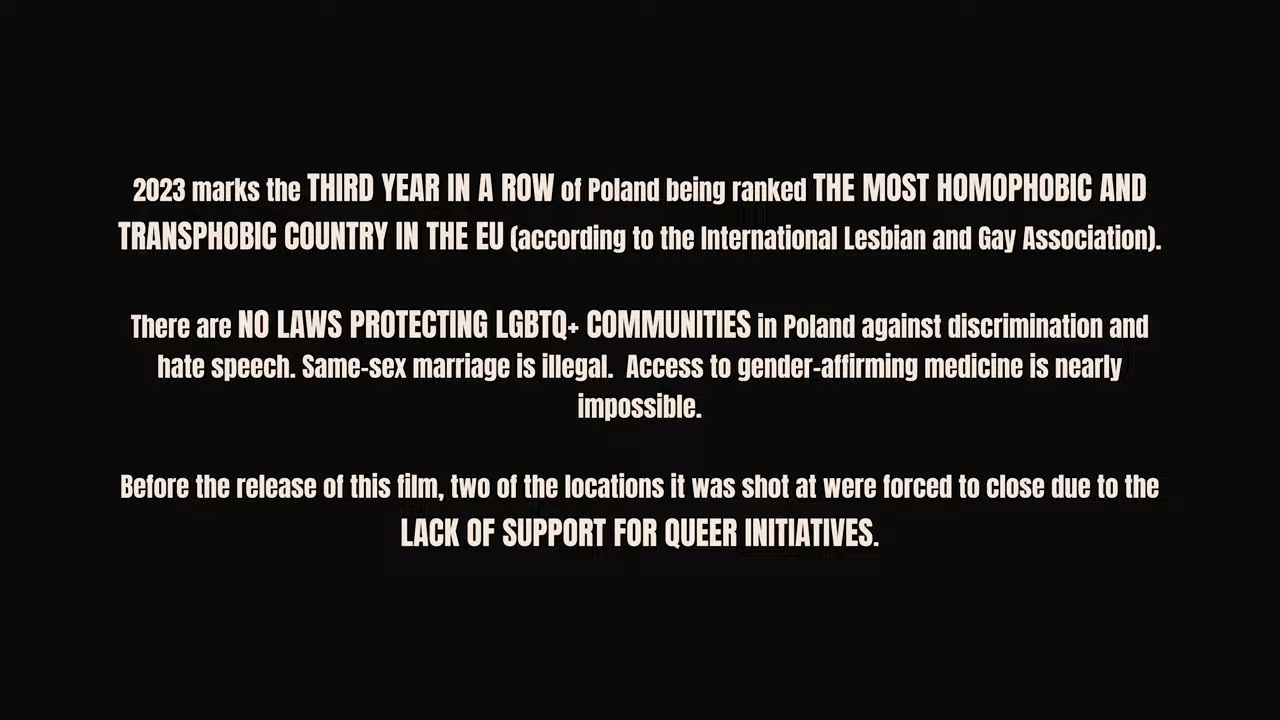 2023 marks the THIRD YEAR IN A ROW of Poland being ranked THE MOST HOMOPHOBIC AND
TRANSPHOBIC COUNTRY IN THE EU (according to the International Lesbian and Gay Association).
There are NO LAWS PROTECTING LGBTQ+ COMMUNITIES in Poland against discrimination and
hate speech. Same-sex marriage is illegal.  Access to gender-affirming medicine is nearly
impossible.
Before the release of this film, two of the locations it was shot at were forced to close due to the
LACK OF SUPPORT FOR QUEER INITIATIVES.